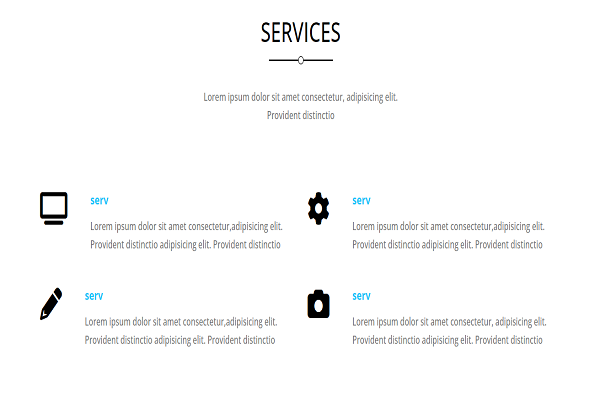 SERVICES
Lorem ipsum dolor sit amet consectetur, adipisicing elit.
Provident distinctio
serv
Lorem ipsum dolor sit amet consectetur,adipisicing elit.
Provident distinctio adipisicing elit. Provident distinctio
serv
Lorem ipsum dolor sit amet consectetur,adipisicing elit.
Provident distinctio adipisicing elit. Provident distinctio
serv
Lorem ipsum dolor sit amet consectetur,adipisicing elit.
Provident distinctio adipisicing elit. Provident distinctio
serv
Lorem ipsum dolor sit amet consectetur, adipisicing elit.
Provident distinctio adipisicing elit. Provident distinctio